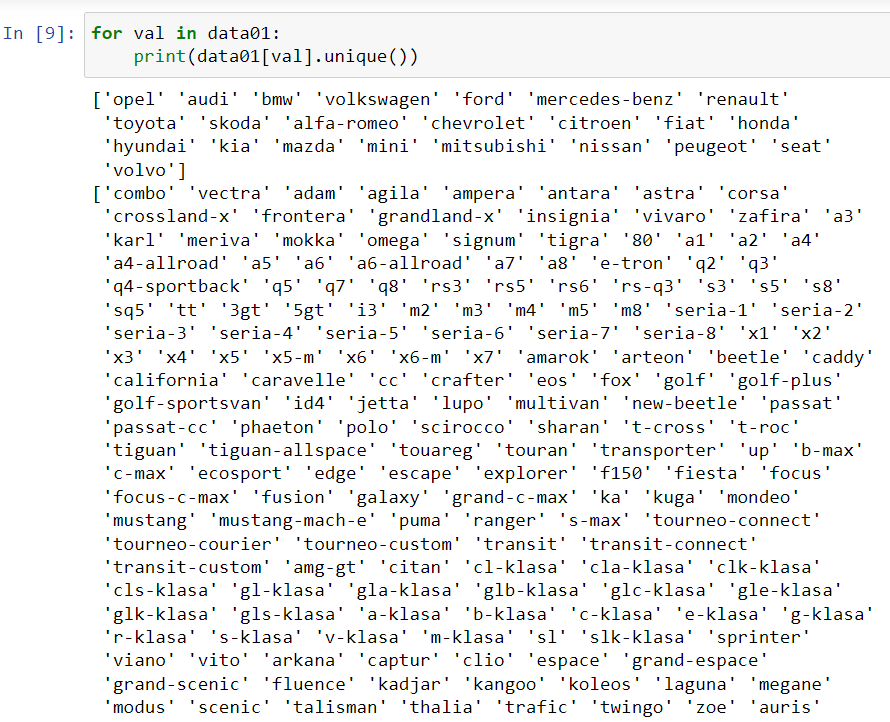 In [9]: for val in data01:
print(data01[val].unique())
['opel' 'audi' 'bmw' 'volkswagen' 'ford' 'mercedes-benz' 'renault'
'toyota' 'skoda' 'alfa-romeo' 'chevrolet' 'citroen' 'fiat' 'honda'
'hyundai' 'kia' 'mazda' 'mini' 'mitsubishi' 'nissan' 'peugeot' 'seat'
'volvo']
['combo' 'vectra' 'adam' 'agila' 'ampera' 'antara' 'astra' 'corsa'
'crossland-x' 'frontera' 'grandland-x' 'insignia' 'vivaro' 'zafira' 'a3'
'karl' 'meriva' 'mokka' 'omega' 'signum' 'tigra' '80' 'a1' 'a2' 'a4'
'a4-allroad' 'a5' 'a6' 'a6-allroad' 'a7' 'a8' 'e-tron' 'q2' 'q3'
'q4-sportback' 'q5' 'q7' 'q8' 'rs3' 'rs5' 'rs6' 'rs-q3' 's3' 's5' 's8'
'sq5' 'tt' '3gt' '5gt' 'i3' 'm2' 'm3' 'm4' 'm5' 'm8' 'seria-1' 'seria-2'
'seria-3' 'seria-4' 'seria-5' 'seria-6' 'seria-7' 'seria-8' 'x1' 'x2'
'x3' 'x4' 'x5' 'x5-m' 'x6' 'x6-m' 'x7' 'amarok' 'arteon' 'beetle' 'caddy'
'california' 'caravelle' 'cc' 'crafter' 'eos' 'fox' 'golf' 'golf-plus'
'golf-sportsvan' 'id4' 'jetta' 'lupo' 'multivan' 'new-beetle' 'passat'
'passat-cc' 'phaeton' 'polo' 'scirocco' 'sharan' 't-cross' 't-roc'
'tiguan' 'tiguan-allspace' 'touareg' 'touran' 'transporter' 'up' 'b-max'
'c-max' 'ecosport' 'edge' 'escape' 'explorer' 'f150' 'fiesta' 'focus'
'focus-c-max' 'fusion' 'galaxy' 'grand-c-max' 'ka' 'kuga' 'mondeo'
'mustang' 'mustang-mach-e' 'puma' 'ranger' 's-max' 'tourneo-connect'
'tourneo-courier' 'tourneo-custom' 'transit' 'transit-connect'
'transit-custom' 'amg-gt' 'citan' 'cl-klasa' 'cla-klasa' 'clk-klasa'
'cls-klasa' 'gl-klasa' 'gla-klasa' 'glb-klasa' 'glc-klasa' 'gle-klasa'
'glk-klasa' 'gls-klasa' 'a-klasa' 'b-klasa' 'c-klasa' 'e-klasa' 'g-klasa'
'r-klasa' 's-klasa' 'v-klasa' 'm-klasa' 'sl' 'slk-klasa' 'sprinter'
'viano' 'vito' 'arkana' 'captur' 'clio' 'espace' 'grand-espace'
'grand-scenic' 'fluence' 'kadjar' 'kangoo' 'koleos' 'laguna' 'megane'
'modus' 'scenic' 'talisman' 'thalia' 'trafic' 'twingo' 'zoe' 'auris'